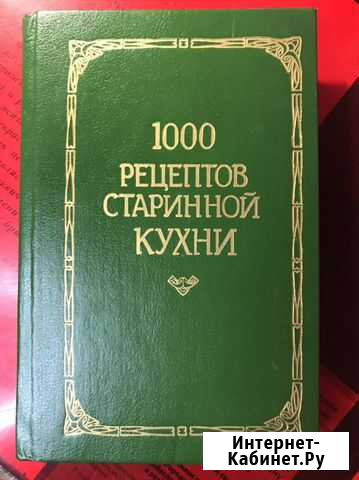 1000
РЕЦЕПТОВ
СТАРИННОЙ
КУХНИ
Интернет-
Кабинет.Ру